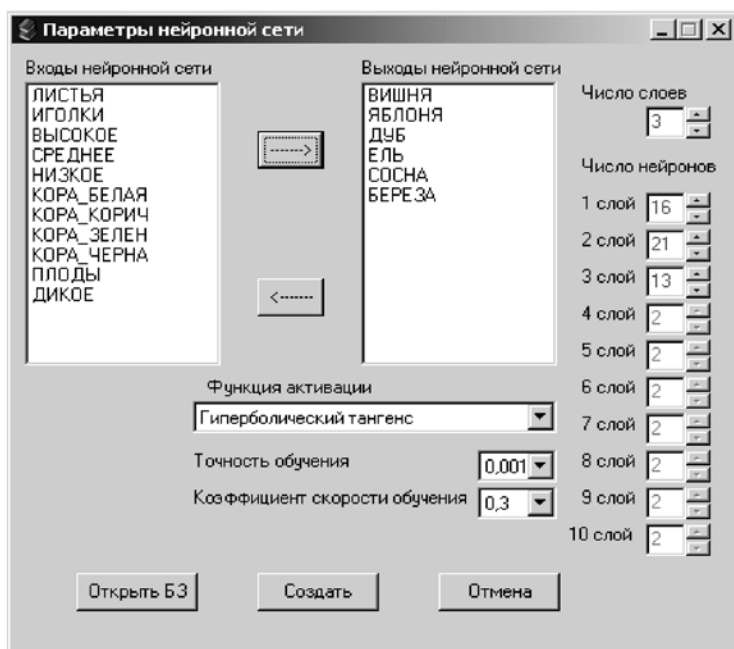 Параметры нейронной сети
Входы нейронной сети
ЛИСТЬЯ
ИГОЛКИ
ВЫСОКОЕ
СРЕДНЕЕ
НИЗКОЕ
КОРА_БЕЛАЯ
КОРА_КОРИЧ
КОРА_ЗЕЛЕН
КОРА_ЧЕРНА
ПЛОДЫ
ДИКОЕ
------>
<------
Выходы нейронной сети
ВИШНЯ
ЯБЛОНЯ
ДУБ
ЕЛЬ
СОСНА
БЕРЕЗА
Число слоев
3
Число нейронов
1 слой 16
2 слой 21
3 слой 13
4 слой 2
5 слой 2
6 слой 2
7 слой 2
8 слой 2
9 слой 2
10 слой 2
Функция активации
Гиперболический тангенс
Точность обучения 0,001
Коэффициент скорости обучения 0,3
Открыть БЗ
Создать
Отмена